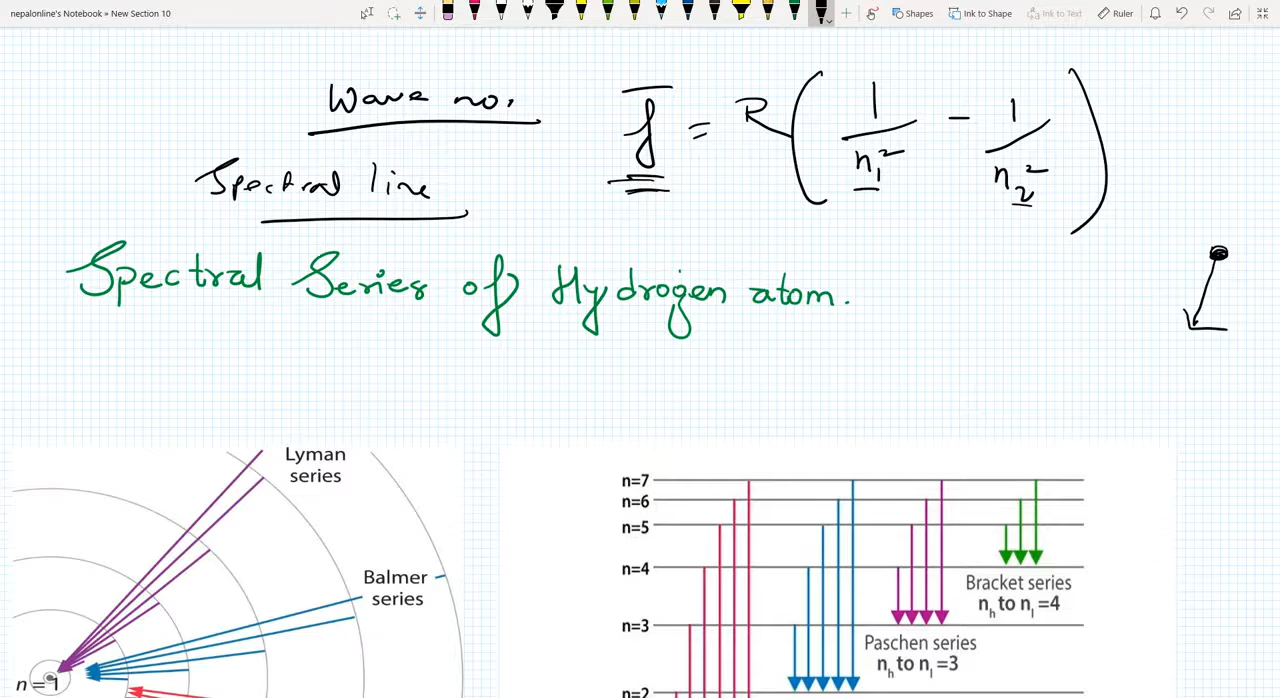 nepalonline's Notebook » New Section 10
Shapes
Ink to Shape
Ink to Text
Ruler
Wave no.
f̅ = R(1/n₁² - 1/n₂²)
Spectral line
Spectral Series of Hydrogen atom.
Lyman
series
Balmer
series
n=1
n=7
n=6
n=5
n=4
n=3
n=2
Bracket series
nₕ to nₗ =4
Paschen series
nₕ to nₗ =3